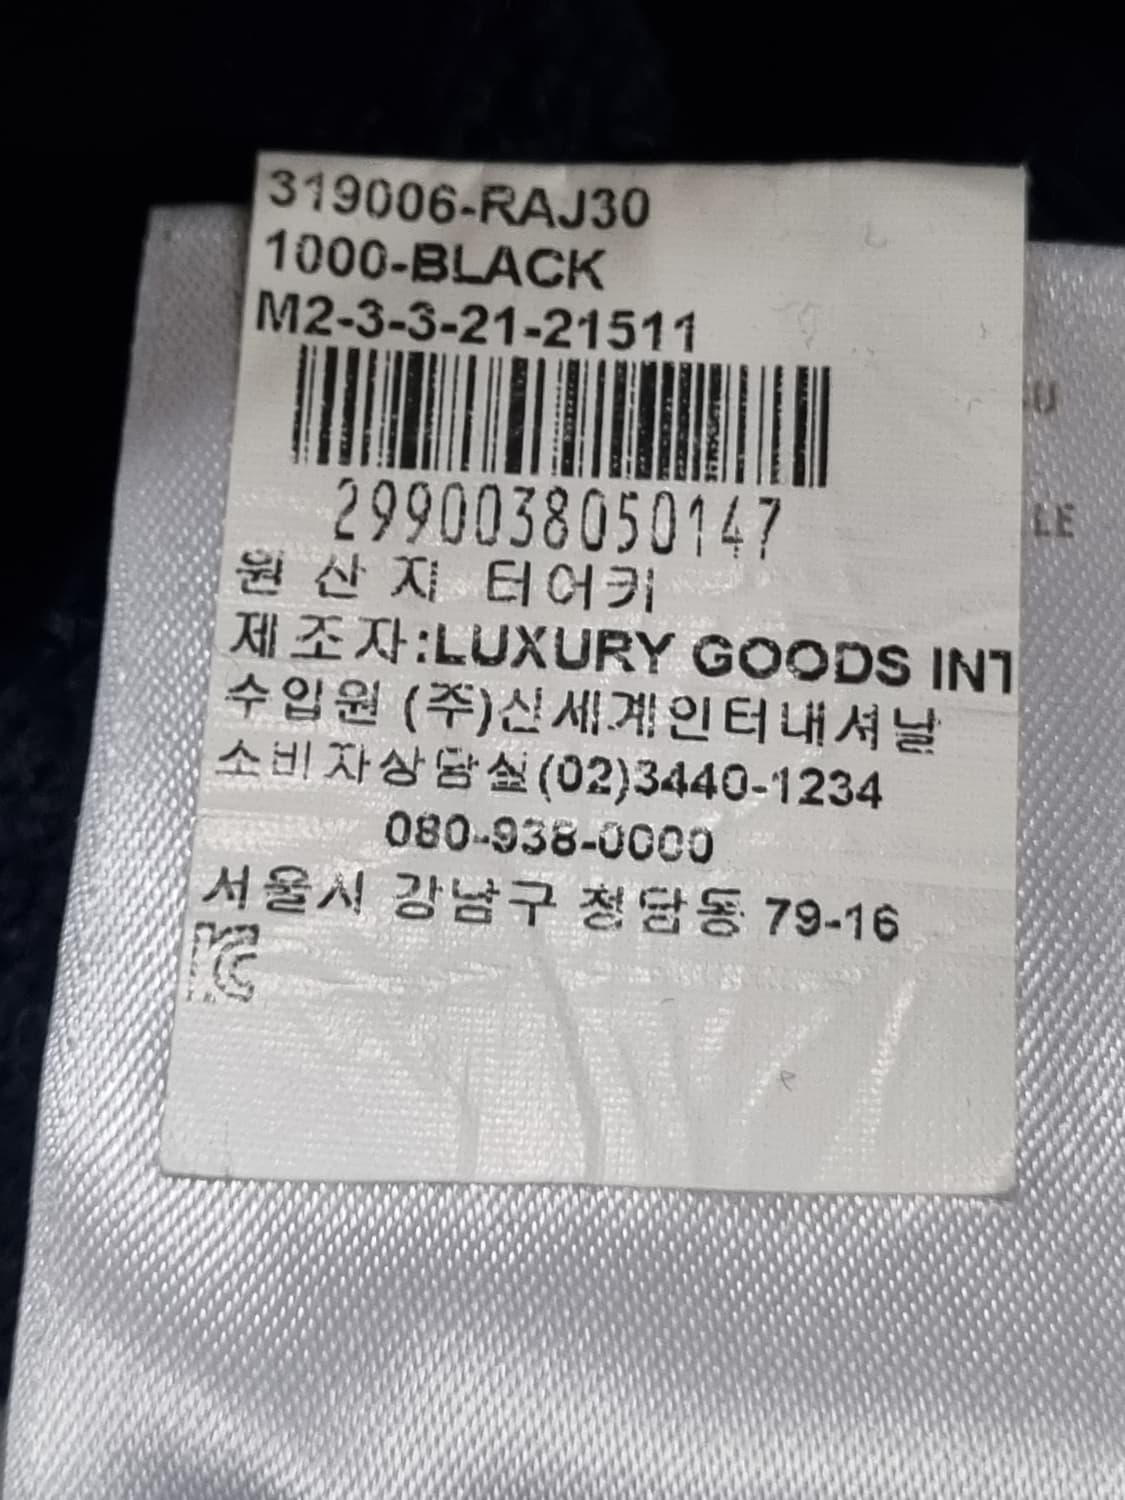 319006-RAJ30
1000-BLACK
M2-3-3-21-21511
2990038050147
원 산 지 터어키
제 조자:LUXURY GOODS INT
수입원 (주)신세계인터내셔날
소비자상담실(02)3440-1234
080-938-0000
서울시 강남구 청담동 79-16
KC
LE